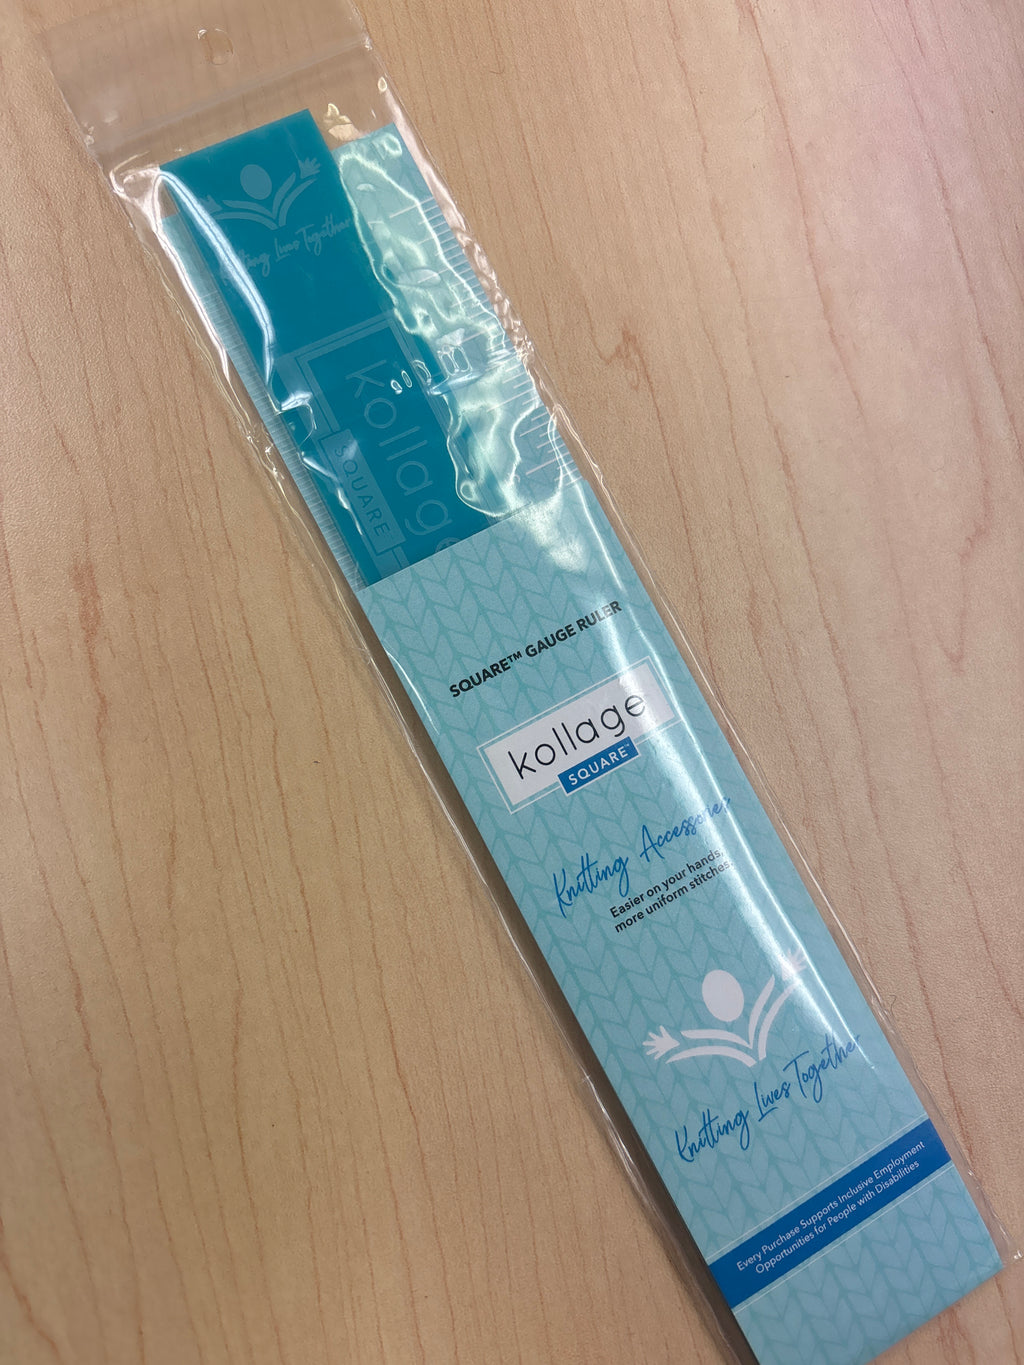 Knitting Lives Together
kollage
SQUARE
SQUARE™ GAUGE RULER
kollage
SQUARE™
Knitting Accessories
Easier on your hands,
more uniform stitches.
Knitting Lives Together
Every Purchase Supports Inclusive Employment
Opportunities for People with Disabilities